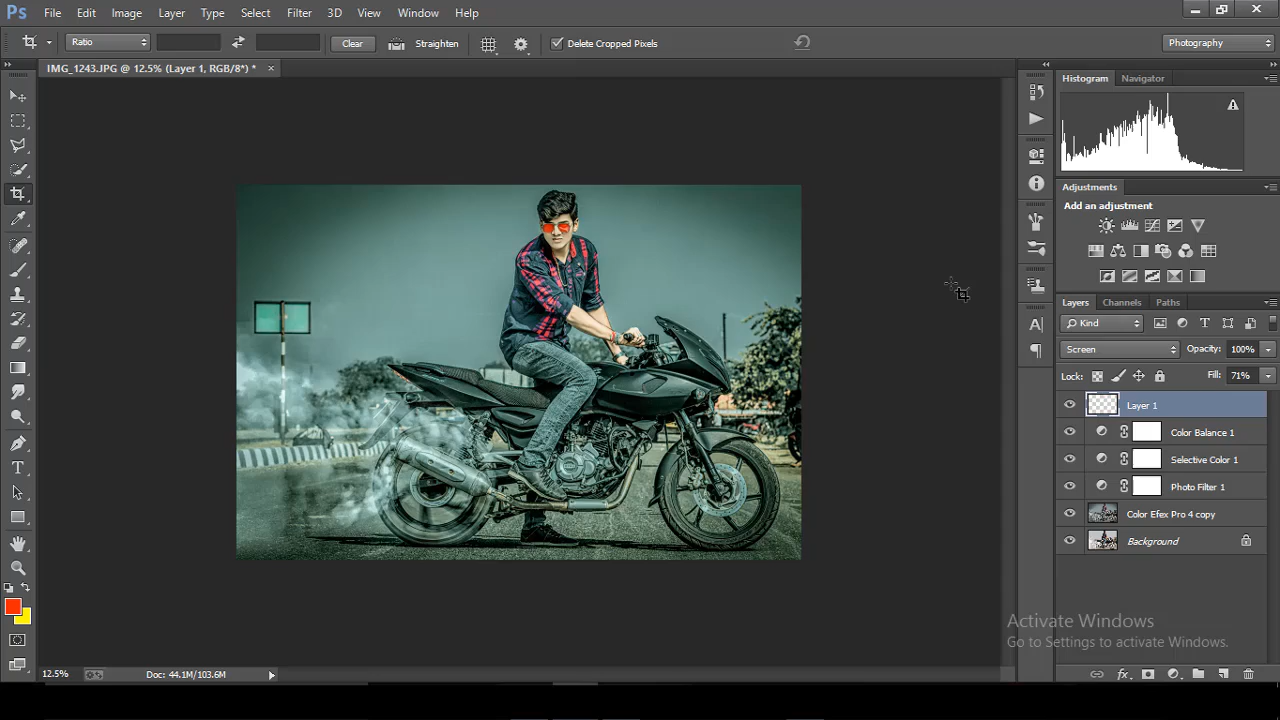 Ps File Edit Image Layer Type Select Filter 3D View Window Help
Ratio Clear Straighten Delete Cropped Pixels Photography
IMG_1243.JPG @ 12.5% (Layer 1, RGB/8*) *
Histogram Navigator
Adjustments
Add an adjustment
Layers Channels Paths
Kind
Screen Opacity: 100%
Lock: Fill: 71%
Layer 1
Color Balance 1
Selective Color 1
Photo Filter 1
Color Efex Pro 4 copy
Background
Activate Windows
Go to Settings to activate Windows.
12.5% Doc: 44.1M/103.6M